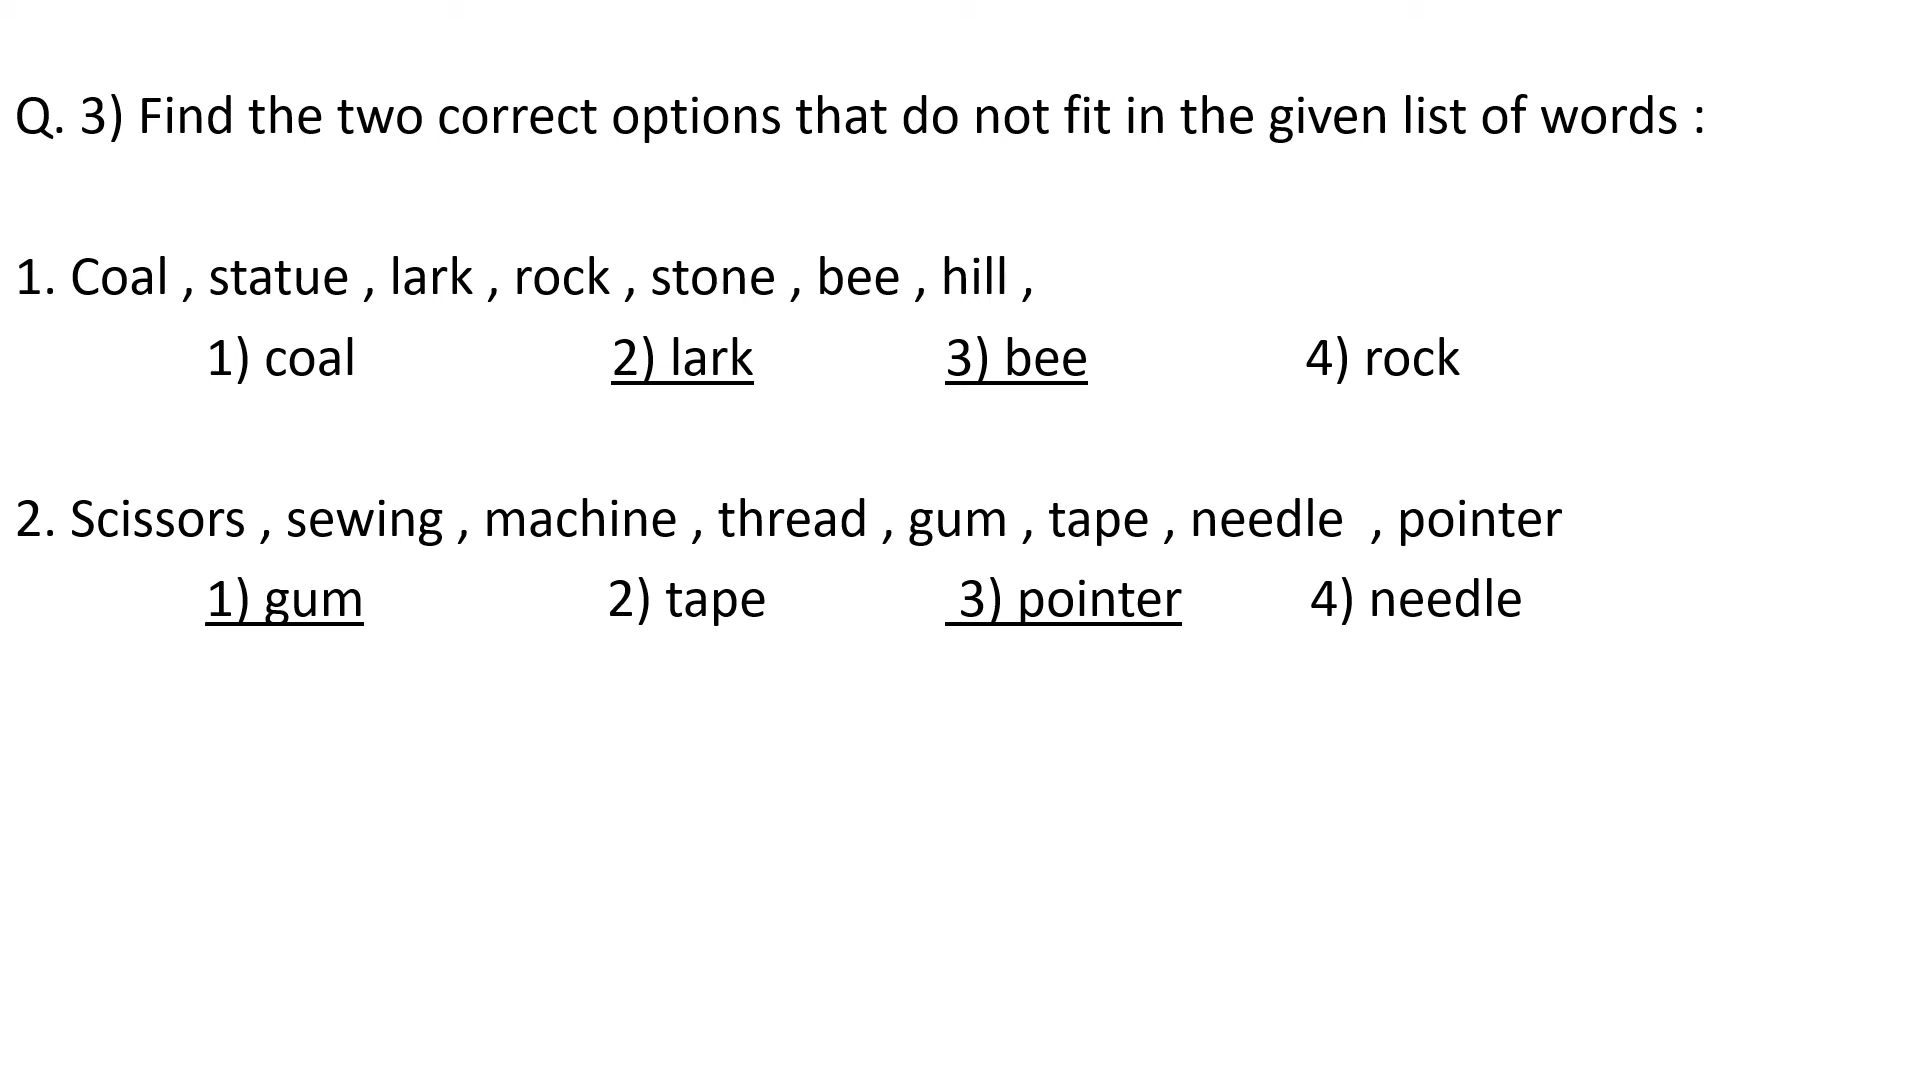 Q. 3) Find the two correct options that do not fit in the given list of words :
1. Coal , statue , lark , rock , stone , bee , hill ,
1) coal 2) lark 3) bee 4) rock
2. Scissors , sewing , machine , thread , gum , tape , needle , pointer
1) gum 2) tape 3) pointer 4) needle